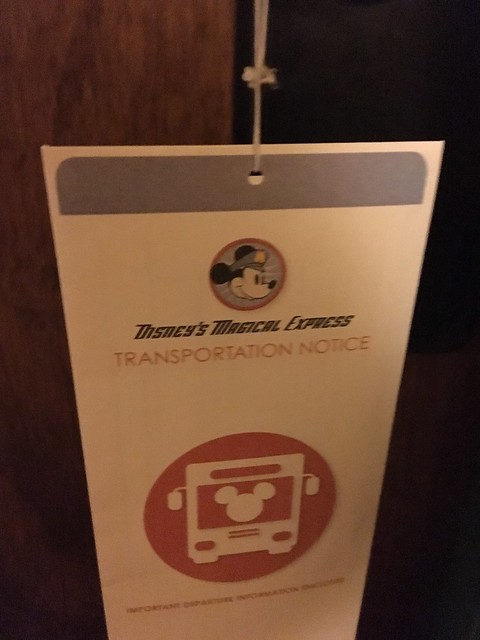 Disney's Magical Express
TRANSPORTATION NOTICE
IMPORTANT DEPARTURE INFORMATION ENCLOSED